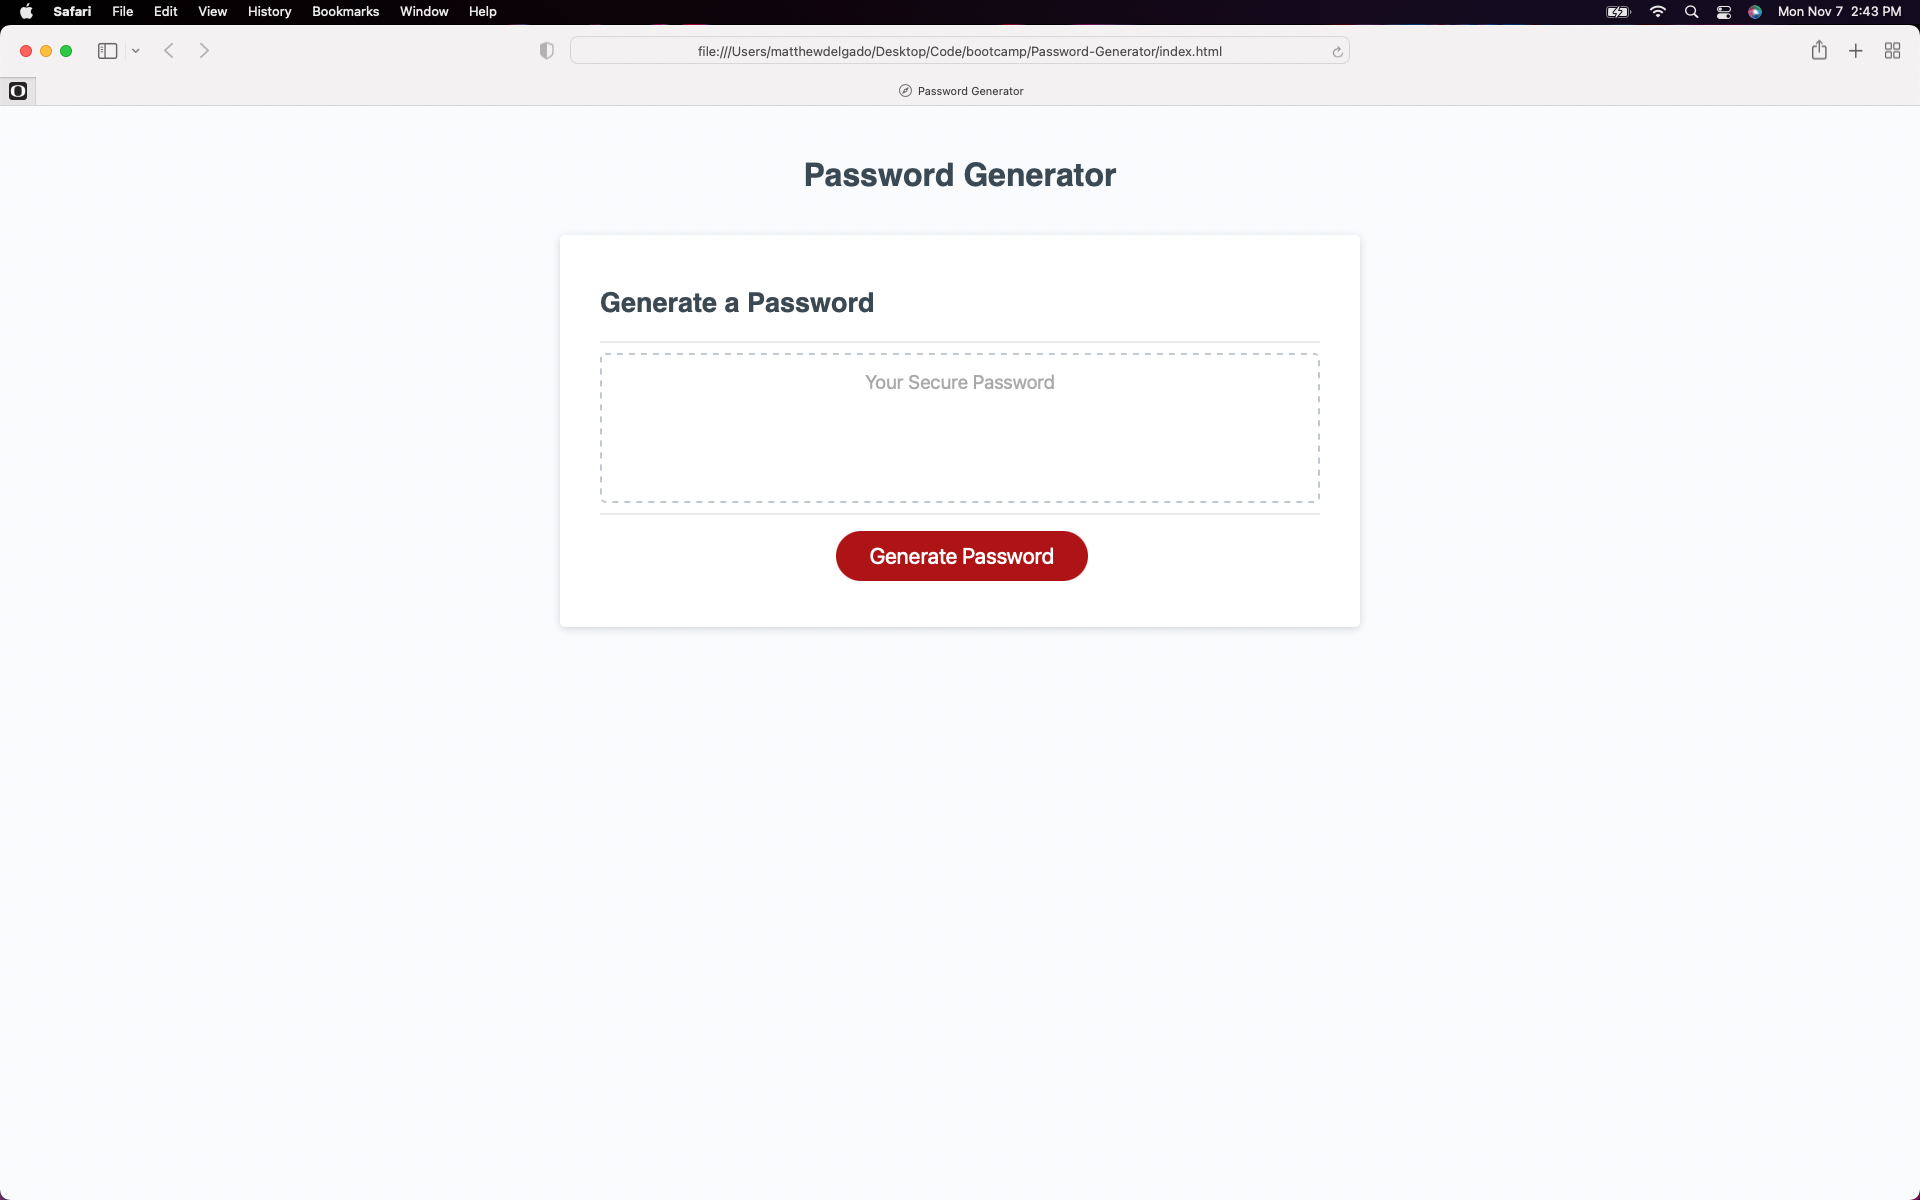 Safari File Edit View History Bookmarks Window Help Mon Nov 7 2:43 PM
file:///Users/matthewdelgado/Desktop/Code/bootcamp/Password-Generator/index.html
O Password Generator
Password Generator
Generate a Password
Your Secure Password
Generate Password